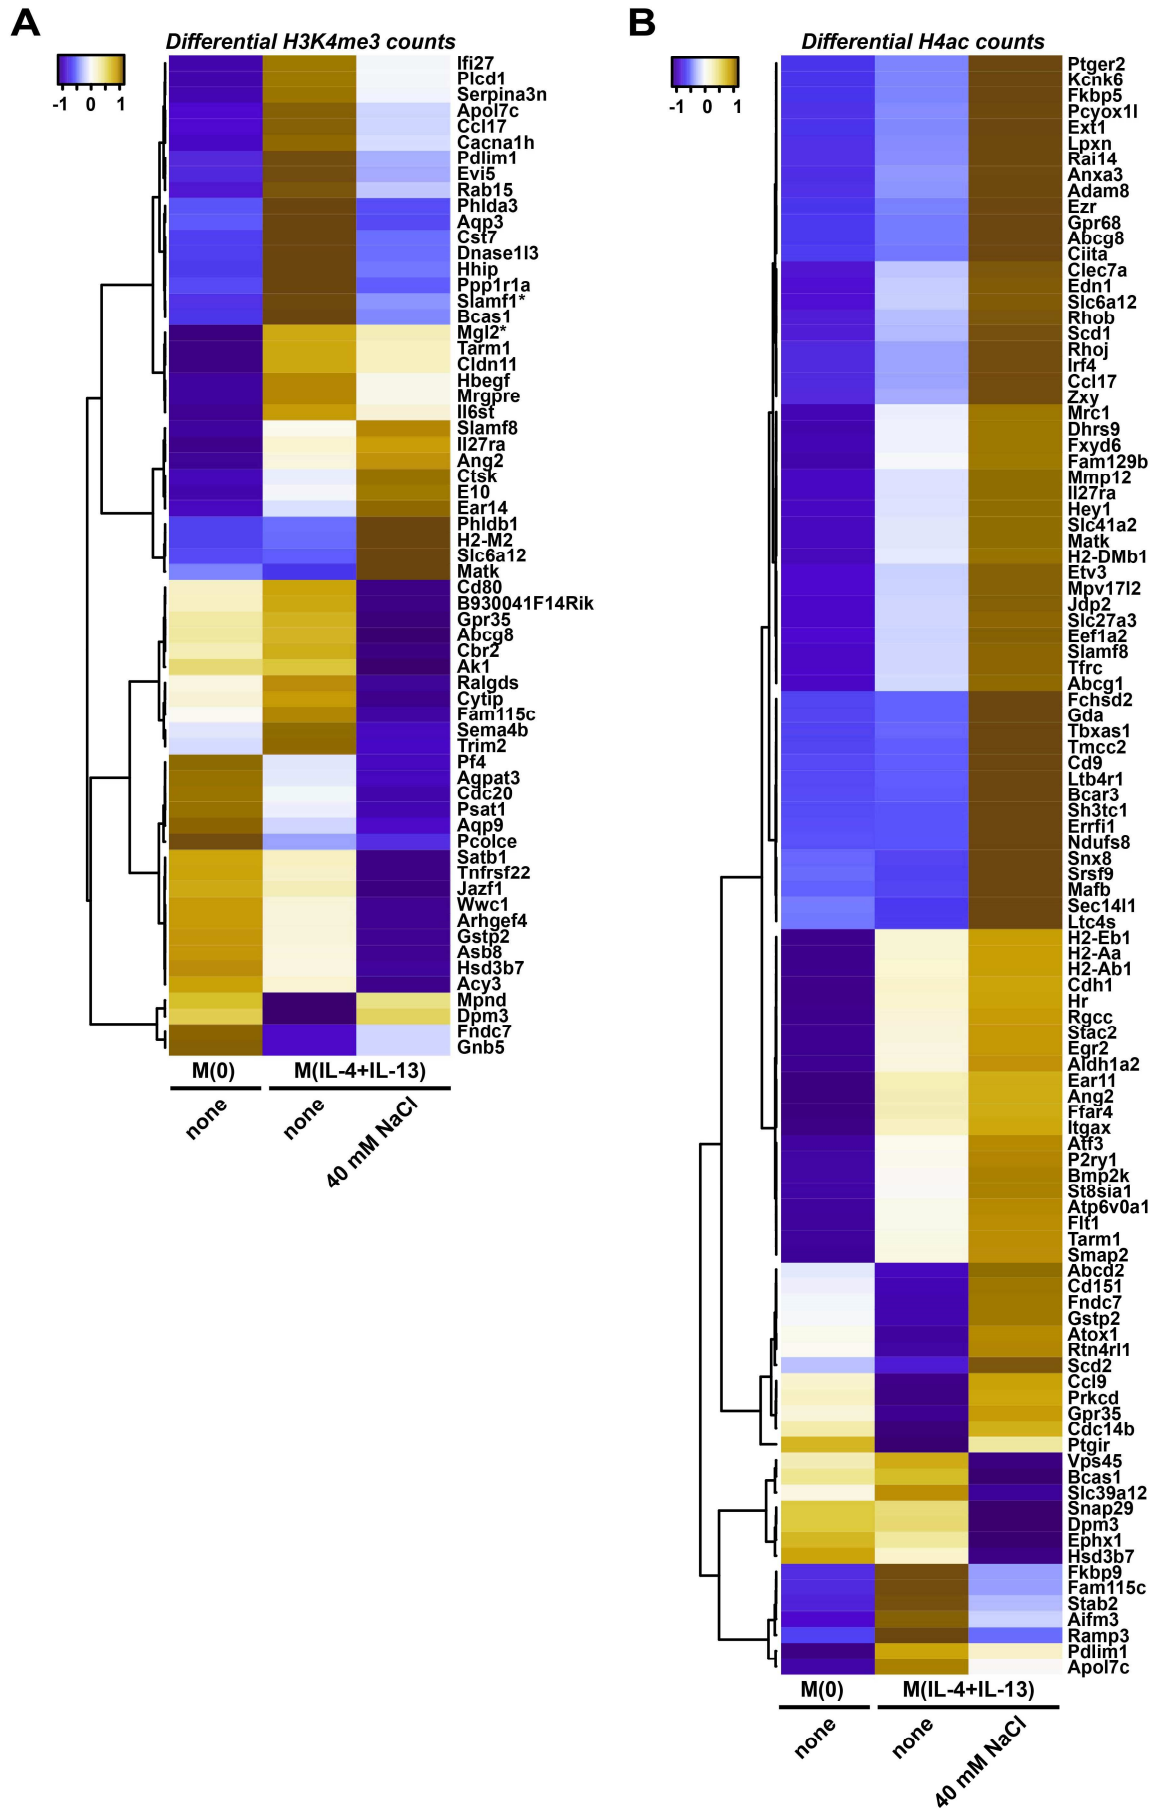 A
Differential H3K4me3 counts
-1 0 1
Ifi27
Plcd1
Serpina3n
Apol7c
Ccl17
Cacna1h
Pdlim1
Evi5
Rab15
Phlda3
Aqp3
Cst7
Dnase1l3
Hhip
Ppp1r1a
Slamf1*
Bcas1
Mgl2*
Tarm1
Cldn11
Hbegf
Mrgpre
Il6st
Slamf8
Il27ra
Ang2
Ctsk
E10
Ear14
Phldb1
H2-M2
Slc6a12
Matk
Cd80
B930041F14Rik
Gpr35
Abcg8
Cbr2
Ak1
Ralgds
Cytip
Fam115c
Sema4b
Trim2
Pf4
Agpat3
Cdc20
Psat1
Aqp9
Pcolce
Satb1
Tnfrsf22
Jazf1
Wwc1
Arhgef4
Gstp2
Asb8
Hsd3b7
Acy3
Mpnd
Dpm3
Fndc7
Gnb5
M(0) M(IL-4+IL-13)
none none 40 mM NaCl
B
Differential H4ac counts
-1 0 1
Ptger2
Kcnk6
Fkbp5
Pcyox1l
Ext1
Lpxn
Rai14
Anxa3
Adam8
Ezr
Gpr68
Abcg8
Ciita
Clec7a
Edn1
Slc6a12
Rhob
Scd1
Rhoj
Irf4
Ccl17
Zxy
Mrc1
Dhrs9
Fxyd6
Fam129b
Mmp12
Il27ra
Hey1
Slc41a2
Matk
H2-DMb1
Etv3
Mpv17l2
Jdp2
Slc27a3
Eef1a2
Slamf8
Tfrc
Abcg1
Fchsd2
Gda
Tbxas1
Tmcc2
Cd9
Ltb4r1
Bcar3
Sh3tc1
Errfi1
Ndufs8
Snx8
Srsf9
Mafb
Sec14l1
Ltc4s
H2-Eb1
H2-Aa
H2-Ab1
Cdh1
Hr
Rgcc
Stac2
Egr2
Aldh1a2
Ear11
Ang2
Ffar4
Itgax
Atf3
P2ry1
Bmp2k
St8sia1
Atp6v0a1
Flt1
Tarm1
Smap2
Abcd2
Cd151
Fndc7
Gstp2
Atox1
Rtn4rl1
Scd2
Ccl9
Prkcd
Gpr35
Cdc14b
Ptgir
Vps45
Bcas1
Slc39a12
Snap29
Dpm3
Ephx1
Hsd3b7
Fkbp9
Fam115c
Stab2
Aifm3
Ramp3
Pdlim1
Apol7c
M(0) M(IL-4+IL-13)
none none 40 mM NaCl